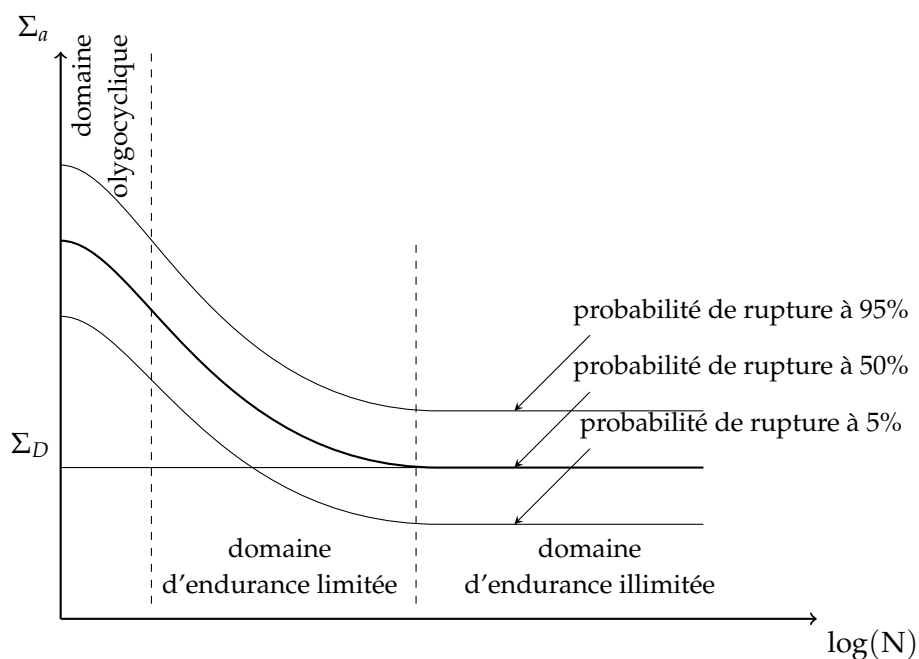 Σa
domaine
olygocyclique
probabilité de rupture à 95%
probabilité de rupture à 50%
probabilité de rupture à 5%
ΣD
domaine
d'endurance limitée
domaine
d'endurance illimitée
log(N)